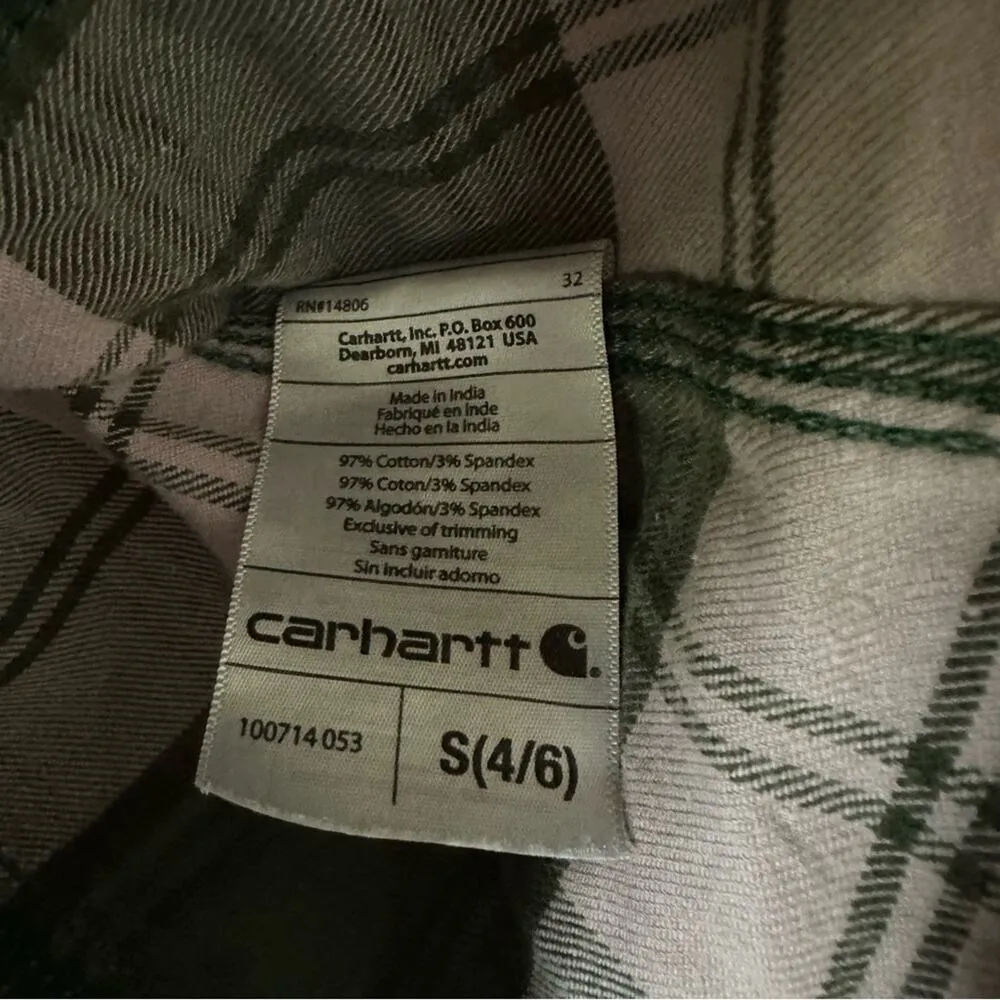 32
RN#14806
Carhartt, Inc. P.O. Box 600
Dearborn, MI 48121 USA
carhartt.com
Made in India
Fabriqué en Inde
Hecho en la India
97% Cotton/3% Spandex
97% Coton/3% Spandex
97% Algodón/3% Spandex
Exclusive of trimming
Sans garniture
Sin incluir adorno
carhartt
100714 053
S(4/6)